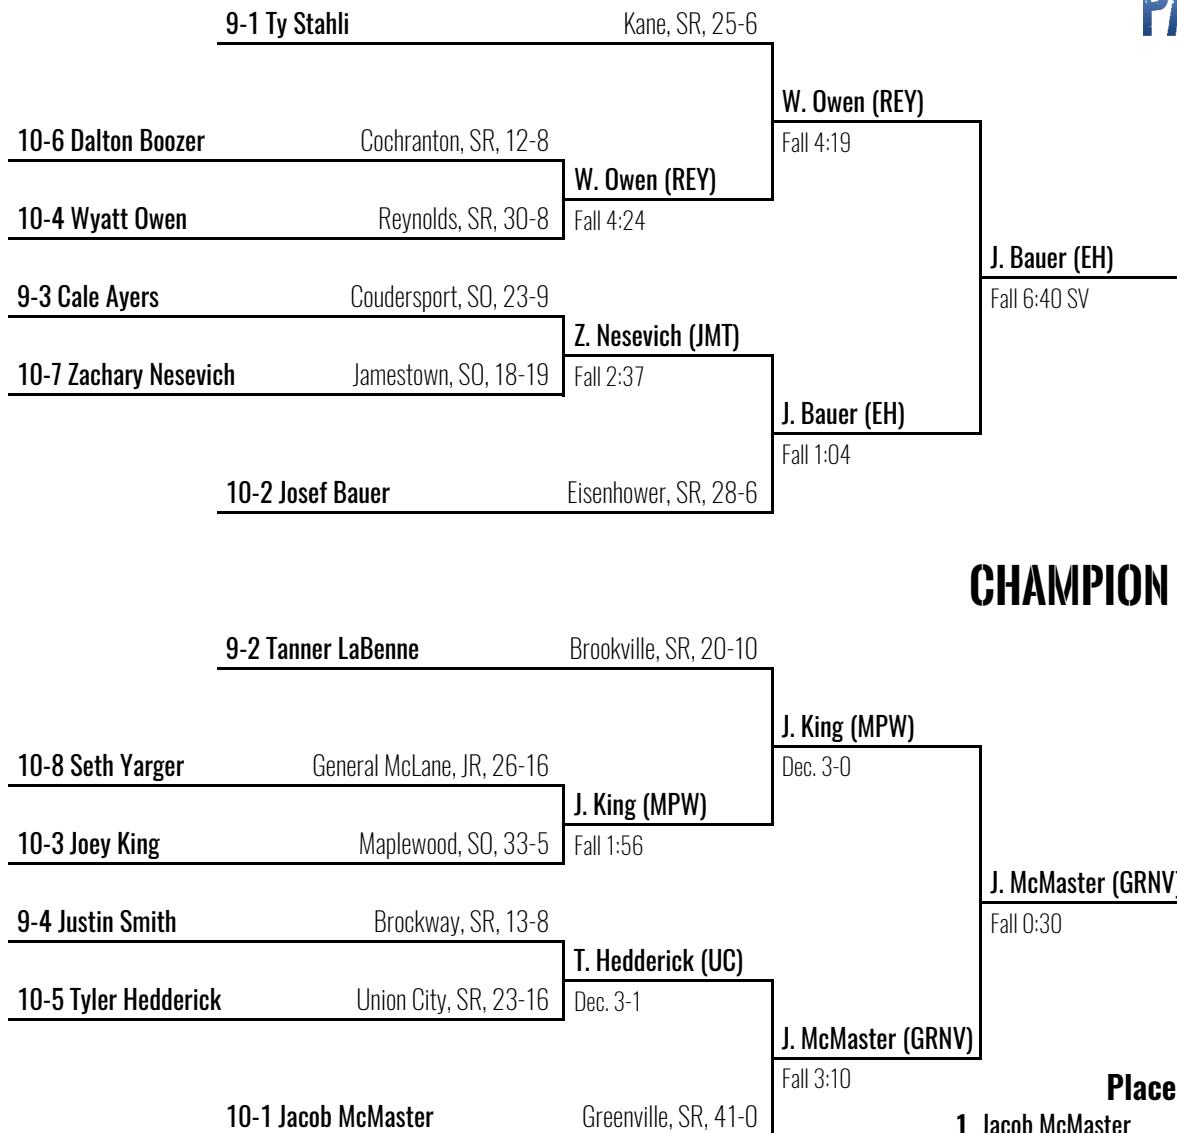 PA
9-1 Ty Stahli Kane, SR, 25-6
W. Owen (REY)
10-6 Dalton Boozer Cochranton, SR, 12-8 Fall 4:19
W. Owen (REY)
10-4 Wyatt Owen Reynolds, SR, 30-8 Fall 4:24
J. Bauer (EH)
9-3 Cale Ayers Coudersport, SO, 23-9 Fall 6:40 SV
Z. Nesevich (JMT)
10-7 Zachary Nesevich Jamestown, SO, 18-19 Fall 2:37
J. Bauer (EH)
Fall 1:04
10-2 Josef Bauer Eisenhower, SR, 28-6
CHAMPION
9-2 Tanner LaBenne Brookville, SR, 20-10
J. King (MPW)
10-8 Seth Yarger General McLane, JR, 26-16 Dec. 3-0
J. King (MPW)
10-3 Joey King Maplewood, SO, 33-5 Fall 1:56
J. McMaster (GRNV)
9-4 Justin Smith Brockway, SR, 13-8 Fall 0:30
T. Hedderick (UC)
10-5 Tyler Hedderick Union City, SR, 23-16 Dec. 3-1
J. McMaster (GRNV)
Fall 3:10 Place
10-1 Jacob McMaster Greenville, SR, 41-0
1 Jacob McMaster